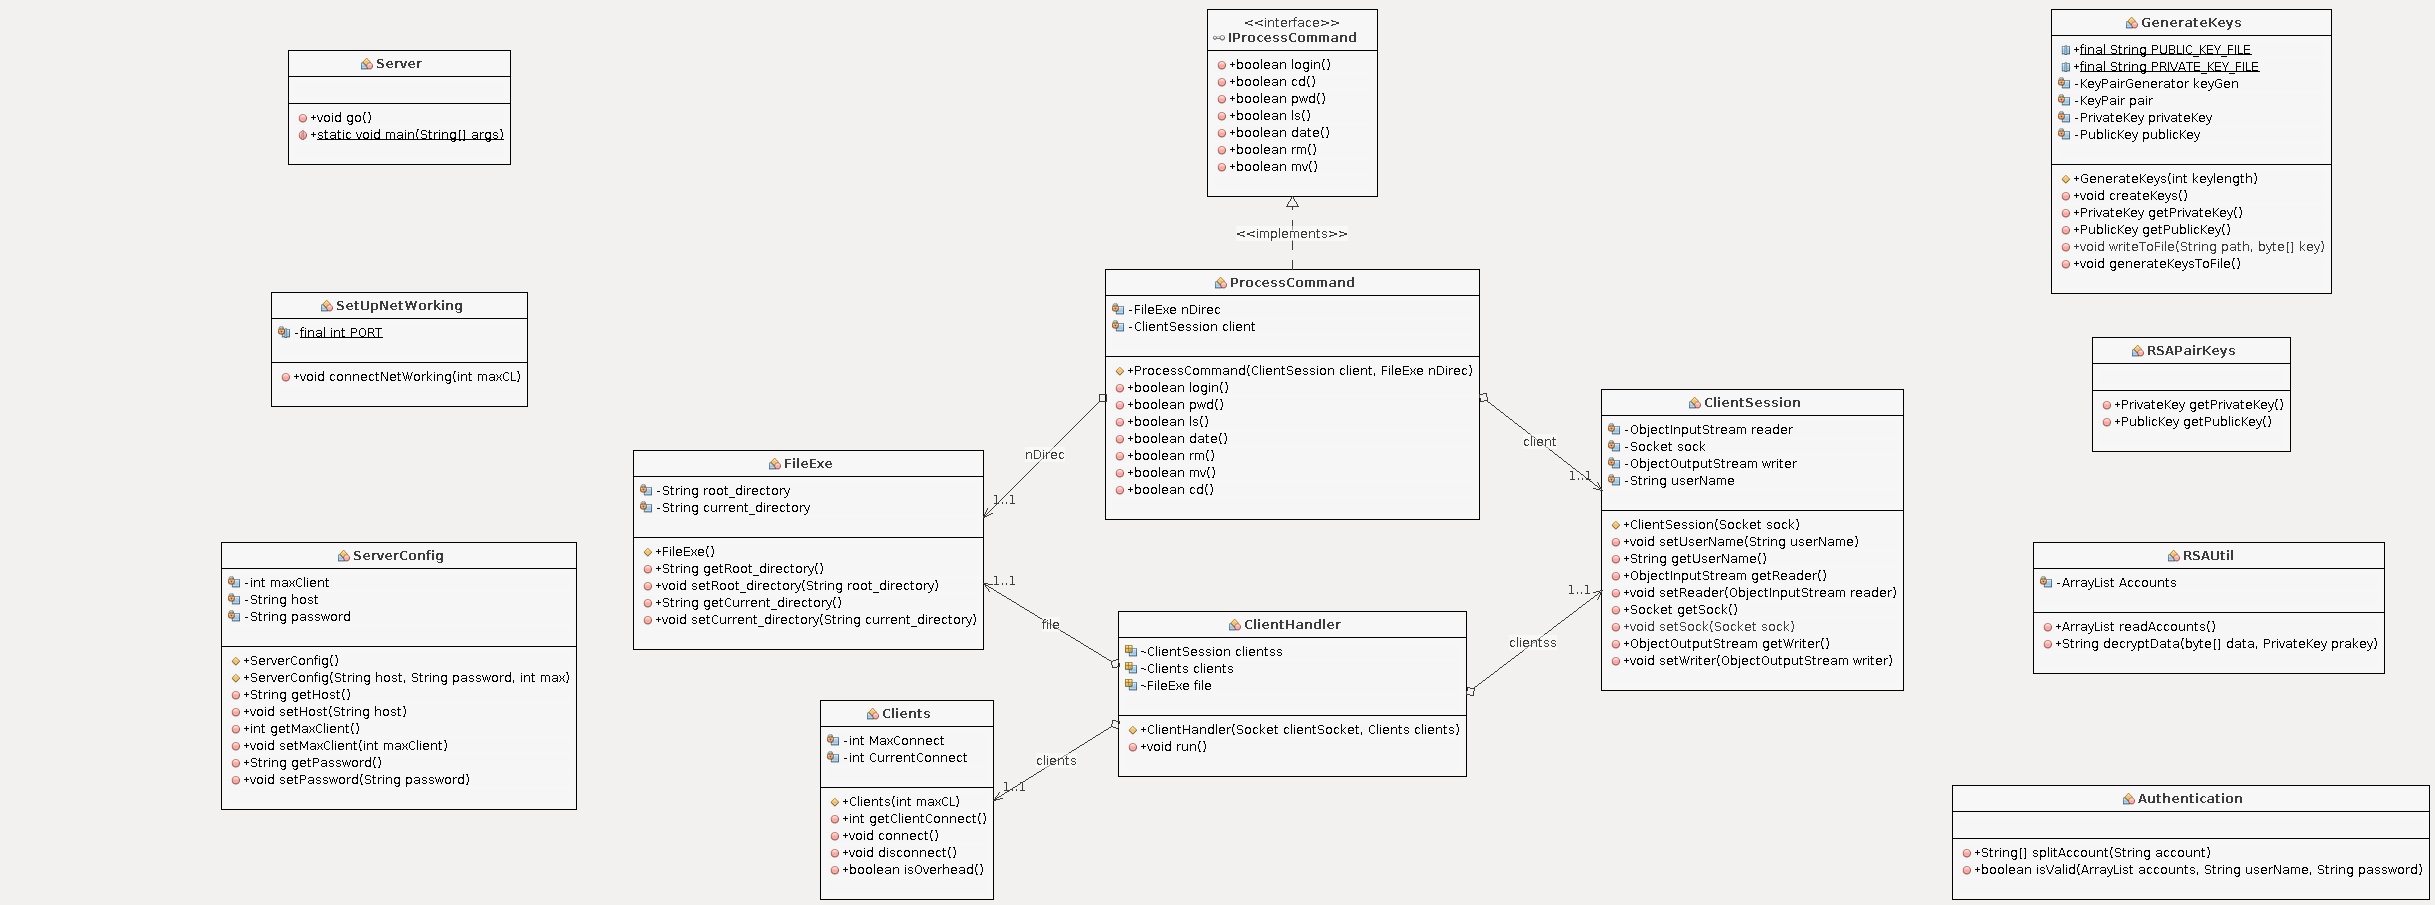 Server
+void go()
+static void main(String[] args)
SetUpNetWorking
-final int PORT
+void connectNetWorking(int maxCL)
ServerConfig
-int maxClient
-String host
-String password
+ServerConfig()
+ServerConfig(String host, String password, int max)
+String getHost()
+void setHost(String host)
+int getMaxClient()
+void setMaxClient(int maxClient)
+String getPassword()
+void setPassword(String password)
<<interface>>
IProcessCommand
+boolean login()
+boolean cd()
+boolean pwd()
+boolean ls()
+boolean date()
+boolean rm()
+boolean mv()
<<implements>>
ProcessCommand
-FileExe nDirec
-ClientSession client
+ProcessCommand(ClientSession client, FileExe nDirec)
+boolean login()
+boolean pwd()
+boolean ls()
+boolean date()
+boolean rm()
+boolean mv()
+boolean cd()
nDirec
1..1
client
1..1
FileExe
-String root_directory
-String current_directory
+FileExe()
+String getRoot_directory()
+void setRoot_directory(String root_directory)
+String getCurrent_directory()
+void setCurrent_directory(String current_directory)
1..1
file
ClientHandler
~ClientSession clientss
~Clients clients
~FileExe file
+ClientHandler(Socket clientSocket, Clients clients)
+void run()
clients
1..1
clientss
1..1
Clients
-int MaxConnect
-int CurrentConnect
+Clients(int maxCL)
+int getClientConnect()
+void connect()
+void disconnect()
+boolean isOverhead()
ClientSession
-ObjectInputStream reader
-Socket sock
-ObjectOutputStream writer
-String userName
+ClientSession(Socket sock)
+void setUserName(String userName)
+String getUserName()
+ObjectInputStream getReader()
+void setReader(ObjectInputStream reader)
+Socket getSock()
+void setSock(Socket sock)
+ObjectOutputStream getWriter()
+void setWriter(ObjectOutputStream writer)
GenerateKeys
+final String PUBLIC_KEY_FILE
+final String PRIVATE_KEY_FILE
-KeyPairGenerator keyGen
-KeyPair pair
-PrivateKey privateKey
-PublicKey publicKey
+GenerateKeys(int keylength)
+void createKeys()
+PrivateKey getPrivateKey()
+PublicKey getPublicKey()
+void writeToFile(String path, byte[] key)
+void generateKeysToFile()
RSAPairKeys
+PrivateKey getPrivateKey()
+PublicKey getPublicKey()
RSAUtil
-ArrayList Accounts
+ArrayList readAccounts()
+String decryptData(byte[] data, PrivateKey prakey)
Authentication
+String[] splitAccount(String account)
+boolean isValid(ArrayList accounts, String userName, String password)